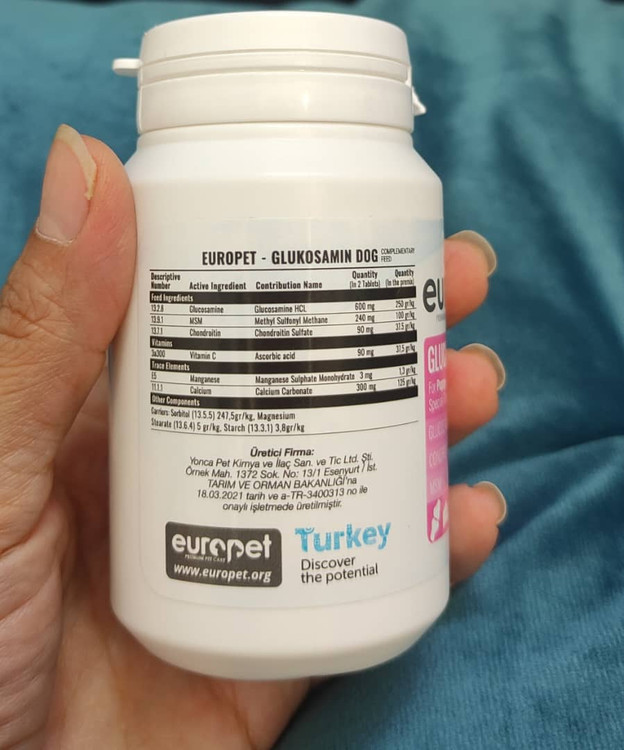 EUROPET - GLUKOSAMIN DOG COMPLEMENTARY FEED
Descriptive Number Active Ingredient Contribution Name Quantity (In 2 Tablets) Quantity (In the premix)
Feed Ingredients
13.2.8 Glucosamine Glucosamine HCL 600 mg 250 gr/kg
13.9.1 MSM Methyl Sulfonyl Methane 240 mg 100 gr/kg
13.7.1 Chondroitin Chondroitin Sulfate 90 mg 37.5 gr/kg
Vitamins
3a300 Vitamin C Ascorbic acid 90 mg 37,5 gr/kg
Trace Elements
E5 Manganese Manganese Sulphate Monohydrate 3 mg 1,3 gr/kg
11.1.1 Calcium Calcium Carbonate 300 mg 125 gr/kg
Other Components
Carriers: Sorbitol (13.5.5) 247,5gr/kg, Magnesium
Stearate (13.6.4) 5 gr/kg, Starch (13.3.1) 3,8gr/kg
Üretici Firma:
Yonca Pet Kimya ve İlaç San. ve Tic Ltd. Şti.
Örnek Mah. 1372 Sok. No: 13/1 Esenyurt / İst.
TARIM VE ORMAN BAKANLIĞI'na
18.03.2021 tarih ve a-TR-3400313 no ile
onaylı işletmede üretilmiştir.
europet
PREMIUM PET CARE
www.europet.org
Turkey
Discover
the potential
eu
GLU
For